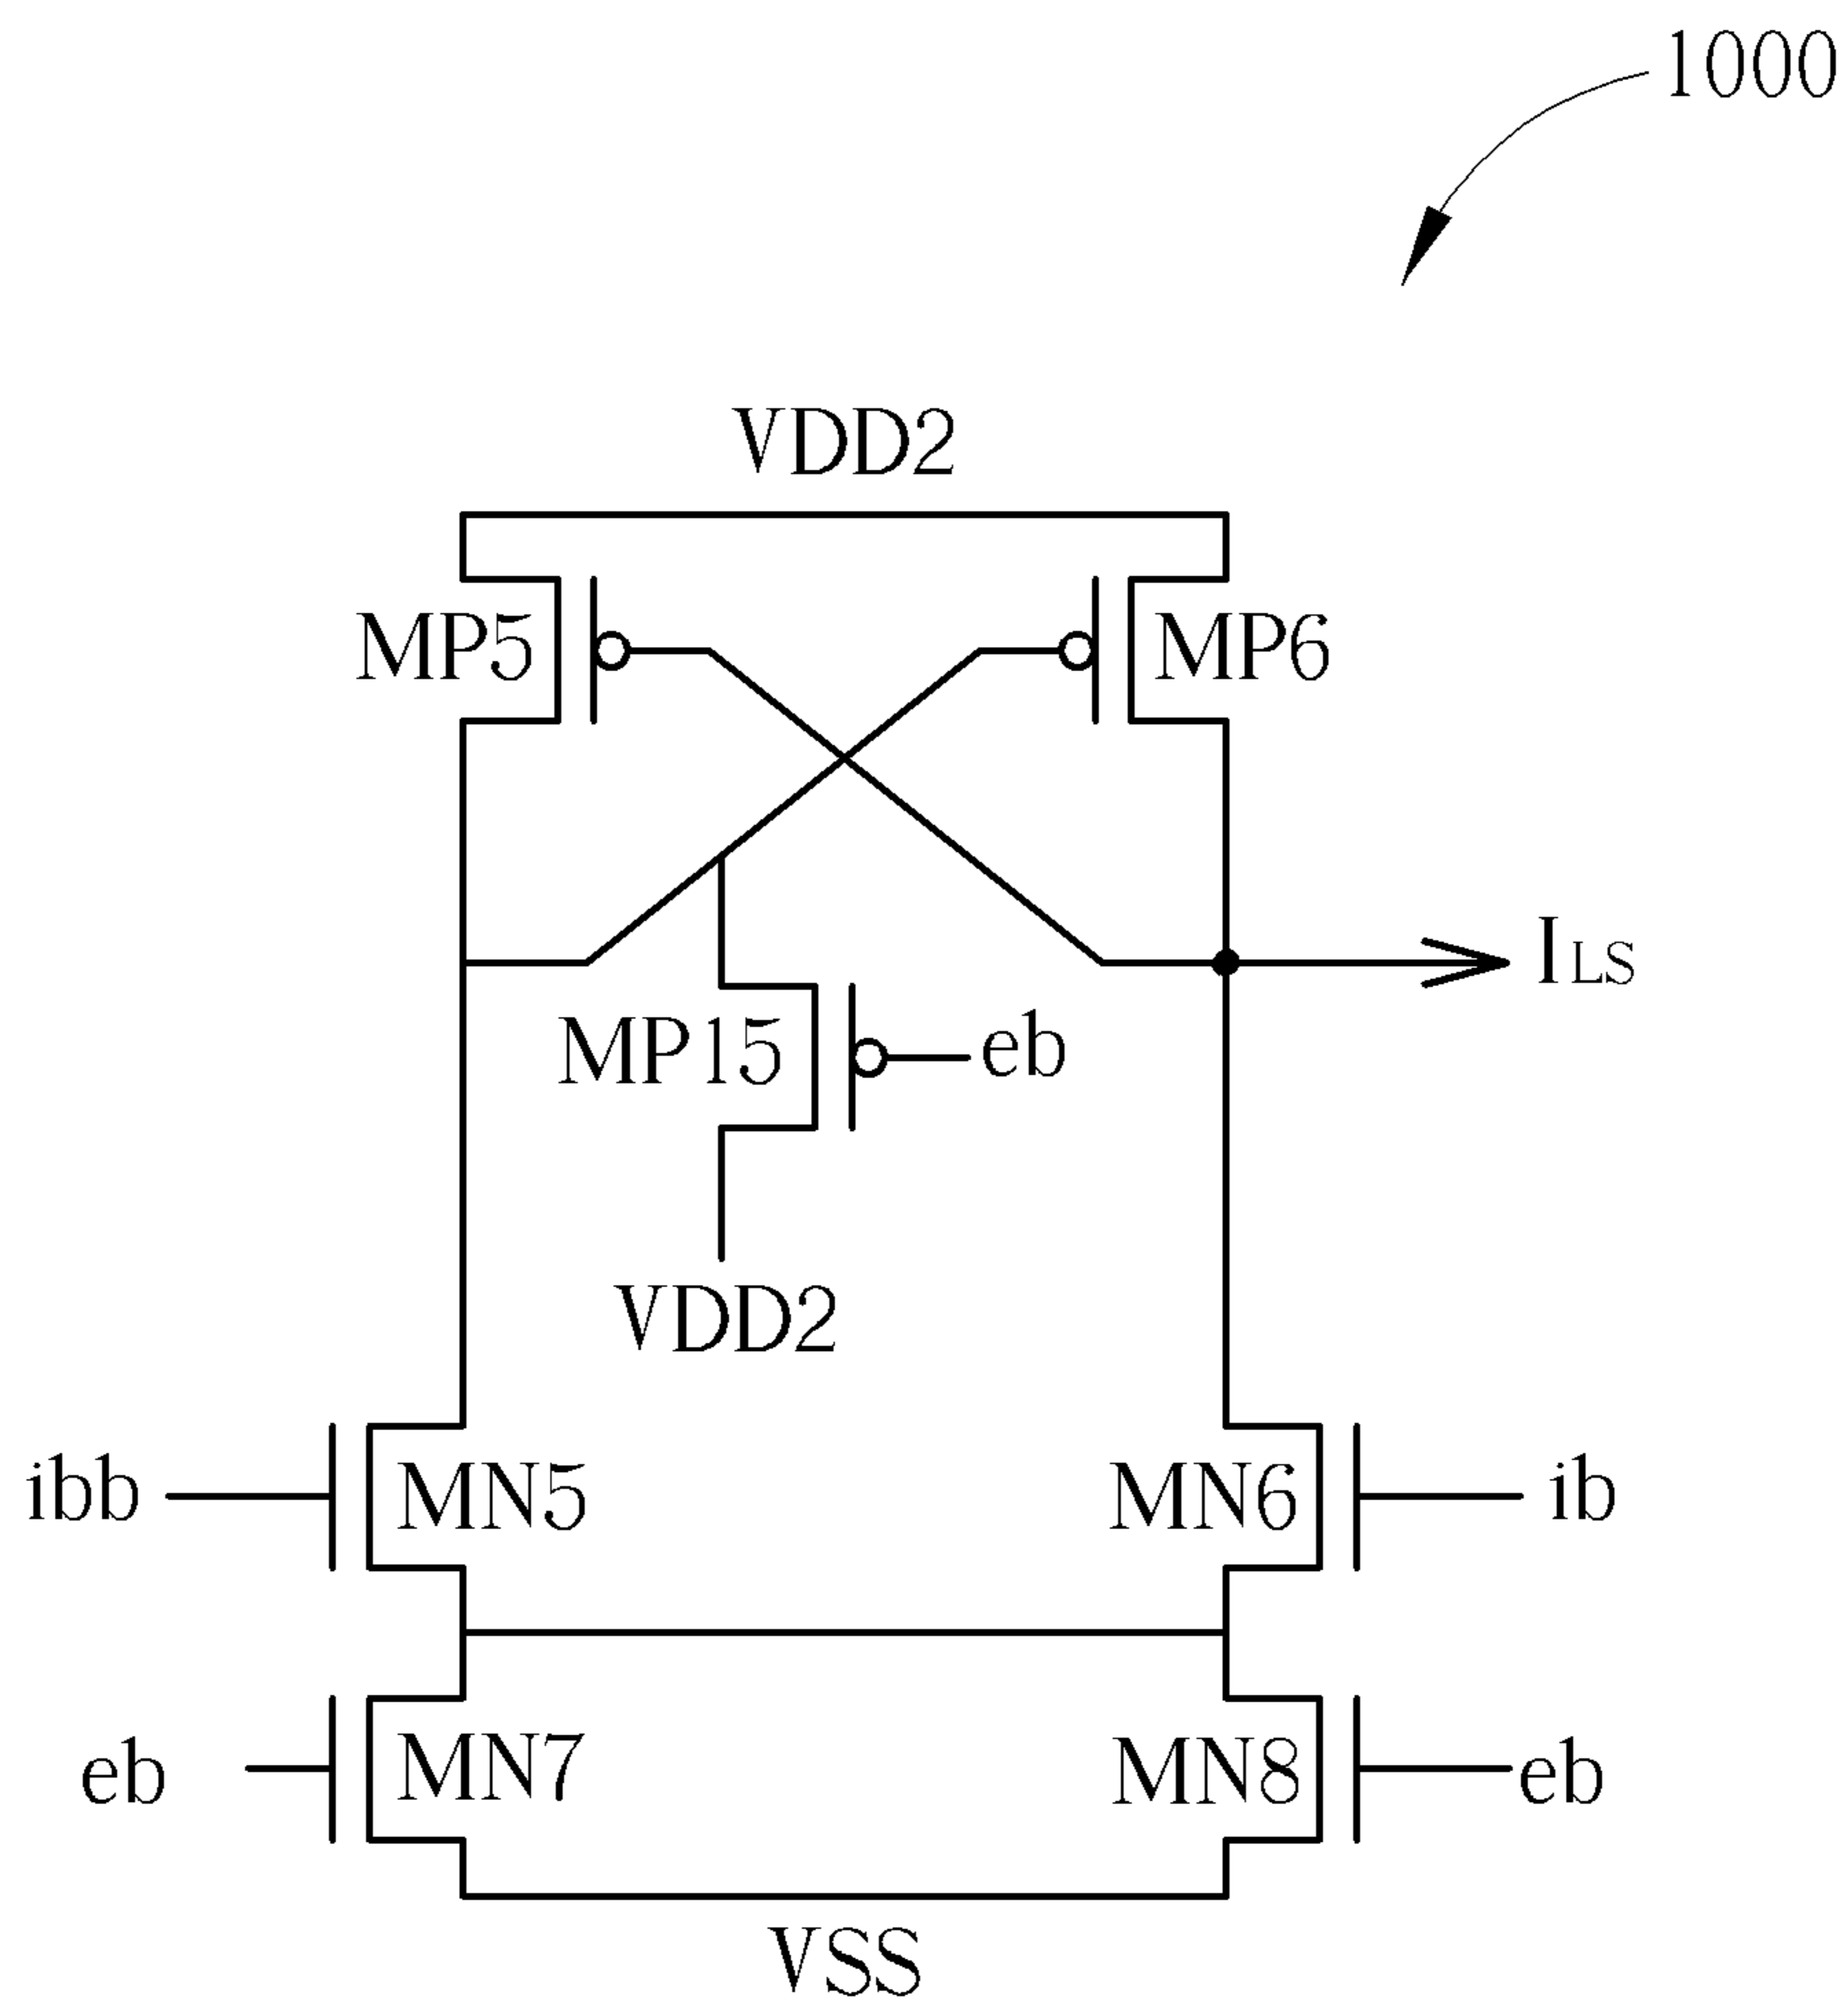 1000
VDD2
MP5
MP6
ILS
MP15
eb
VDD2
ibb
MN5
MN6
ib
eb
MN7
MN8
eb
VSS